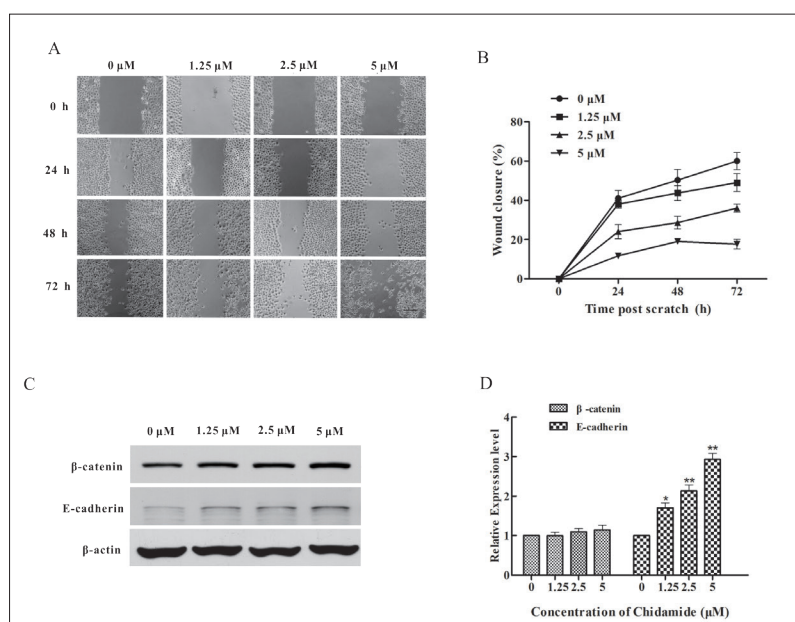 A
0 μM 1.25 μM 2.5 μM 5 μM
0 h
24 h
48 h
72 h
B
0 μM
1.25 μM
2.5 μM
5 μM
80
60
40
20
0
Wound closure (%)
0 24 48 72
Time post scratch (h)
C
0 μM 1.25 μM 2.5 μM 5 μM
β-catenin
E-cadherin
β-actin
D
β -catenin
E-cadherin
4
3
2
1
0
Relative Expression level
* ** **
0 1.25 2.5 5 0 1.25 2.5 5
Concentration of Chidamide (μM)